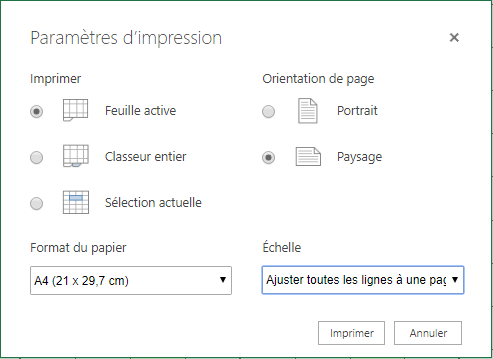 Paramètres d'impression
Imprimer
Feuille active
Classeur entier
Sélection actuelle
Orientation de page
Portrait
Paysage
Format du papier
A4 (21 x 29,7 cm)
Échelle
Ajuster toutes les lignes à une pag
Imprimer
Annuler